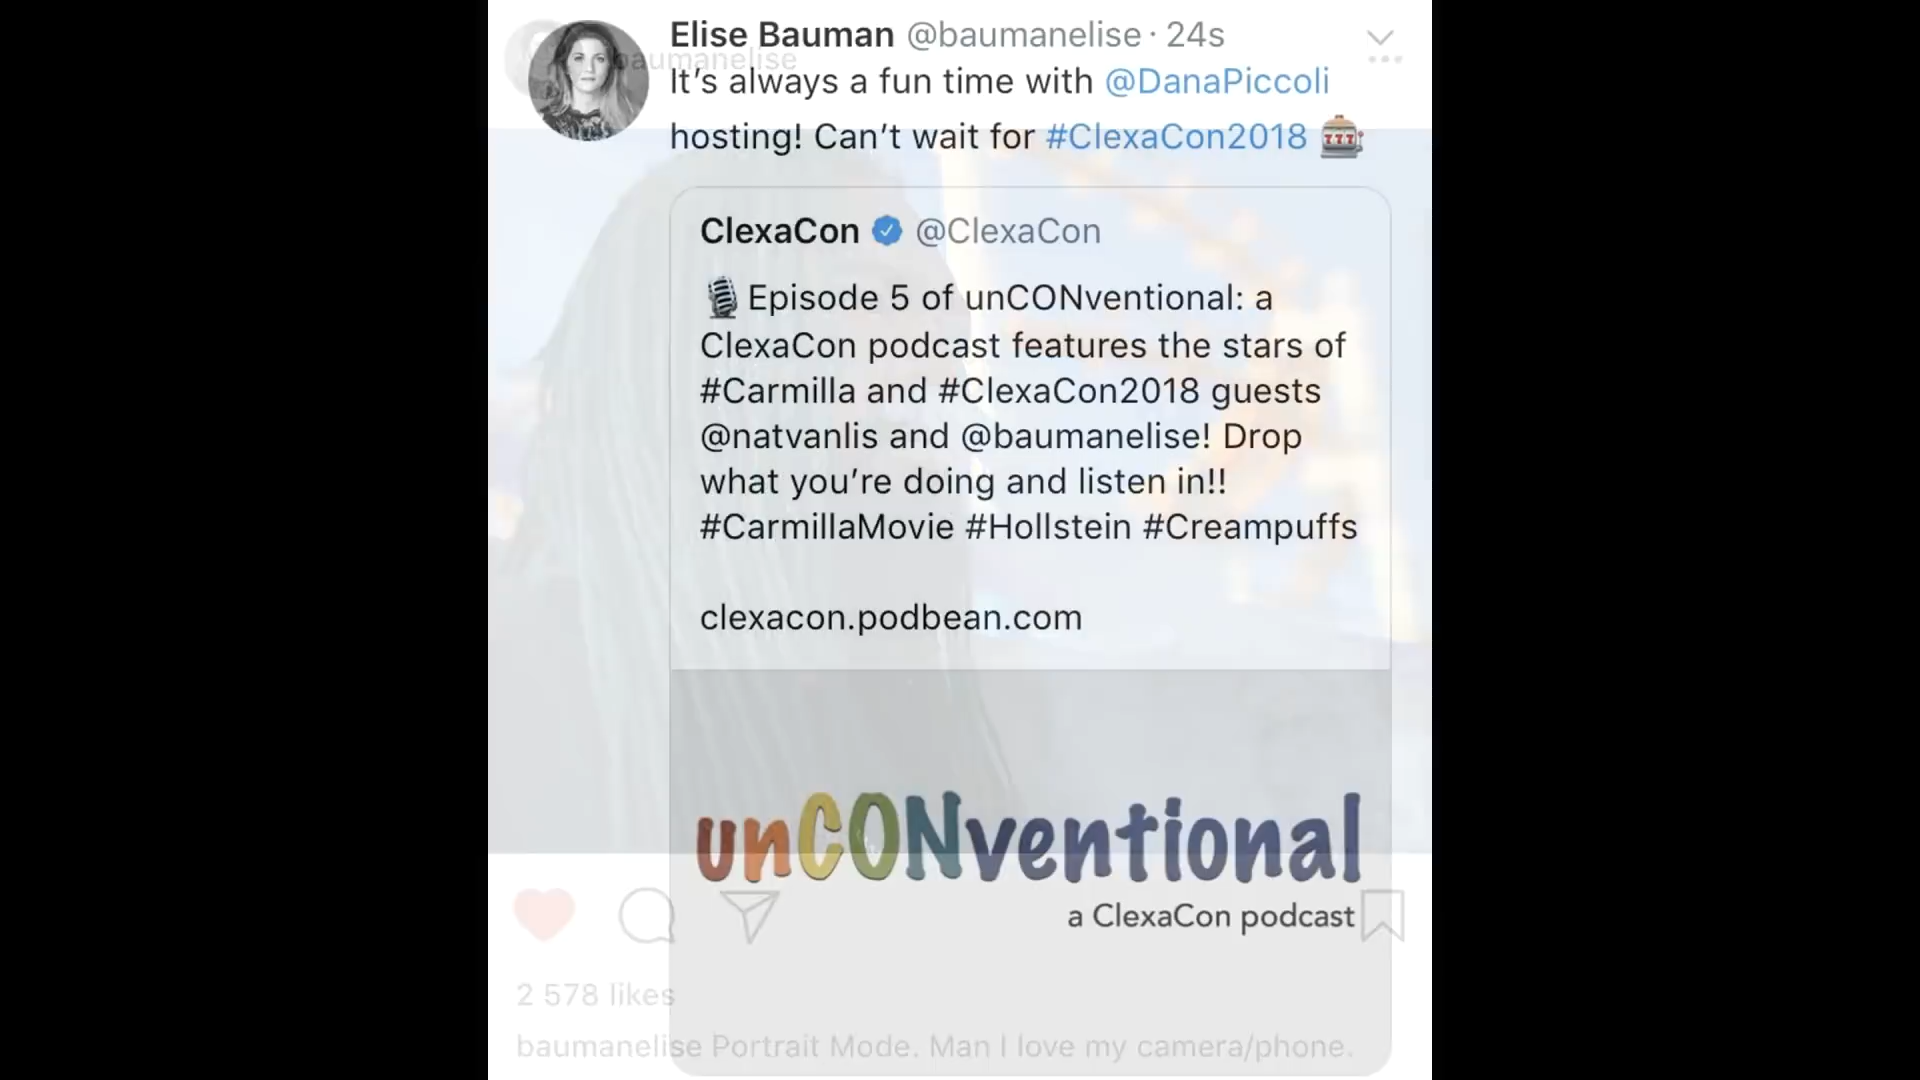 Elise Bauman @baumanelise · 24s
baumanelise
It’s always a fun time with @DanaPiccoli
hosting! Can’t wait for #ClexaCon2018
777
ClexaCon @ClexaCon
Episode 5 of unCONventional: a
ClexaCon podcast features the stars of
#Carmilla and #ClexaCon2018 guests
@natvanlis and @baumanelise! Drop
what you’re doing and listen in!!
#CarmillaMovie #Hollstein #Creampuffs
clexacon.podbean.com
unCONventional
a ClexaCon podcast
2 578 likes
baumanelise Portrait Mode. Man I love my camera/phone.